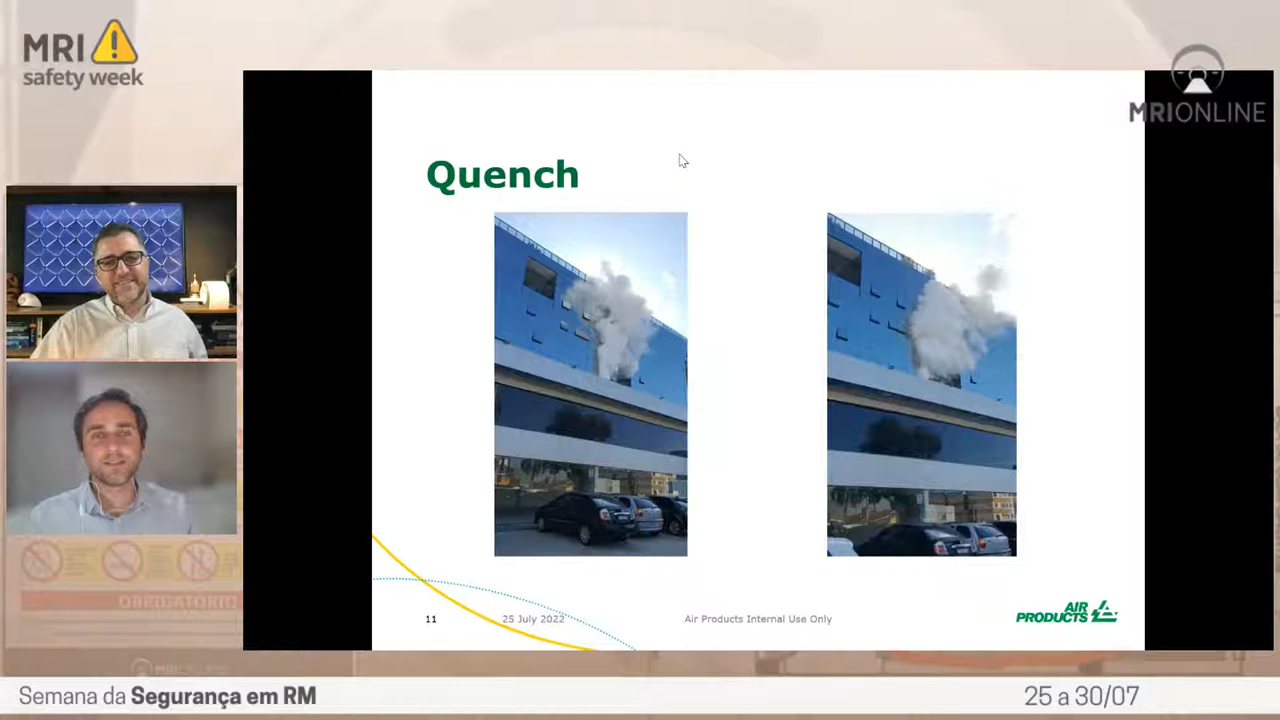 MRI
safety week
MRIONLINE
Quench
11
25 July 2022
Air Products Internal Use Only
AIR
PRODUCTS
OBRIGATÓRIO
Semana da Segurança em RM
25 a 30/07